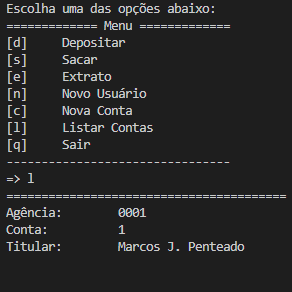 Escolha uma das opções abaixo:
============= Menu =============
[d]     Depositar
[s]     Sacar
[e]     Extrato
[n]     Novo Usuário
[c]     Nova Conta
[l]     Listar Contas
[q]     Sair
--------------------------------
=> l
========================================
Agência:        0001
Conta:          1
Titular:        Marcos J. Penteado